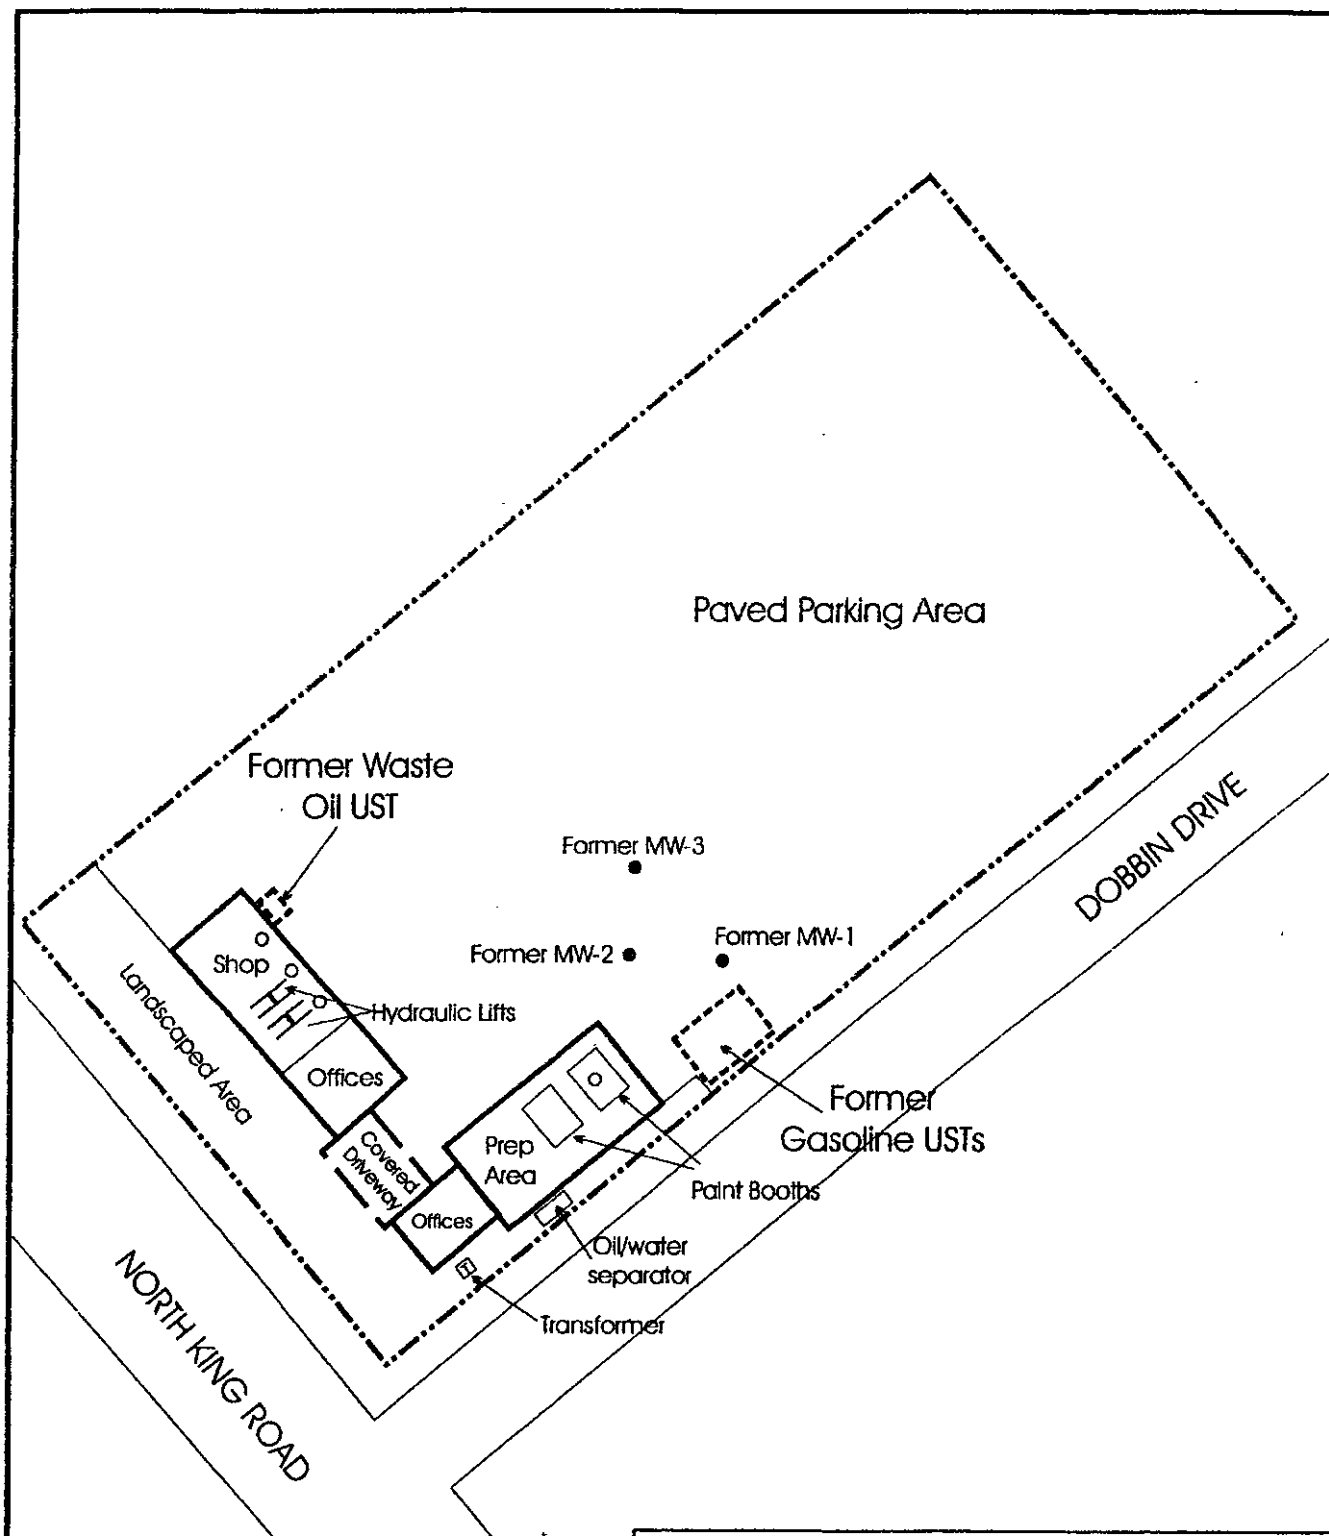 Paved Parking Area
Former Waste
Oil UST
DOBBIN DRIVE
Former MW-3
Former MW-2
Former MW-1
Shop
Landscaped Area
Hydraulic Lifts
Offices
Former
Gasoline USTs
Covered
Driveway
Prep
Area
Paint Booths
Offices
Oil/water
separator
Transformer
NORTH KING ROAD